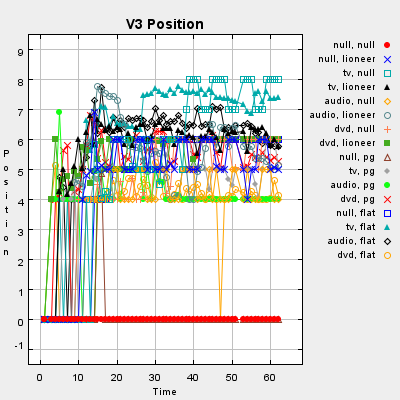 V3 Position
9
8
7
6
5
4
3
2
1
0
-1
Position
0
10
20
30
40
50
60
Time
null, null
null, lioneer
tv, null
tv, lioneer
audio, null
audio, lioneer
dvd, null
dvd, lioneer
null, pg
tv, pg
audio, pg
dvd, pg
null, flat
tv, flat
audio, flat
dvd, flat